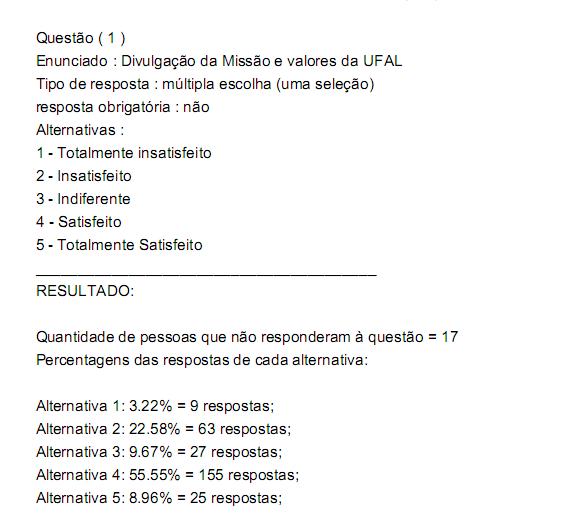 Questão ( 1 )
Enunciado : Divulgação da Missão e valores da UFAL
Tipo de resposta : múltipla escolha (uma seleção)
resposta obrigatória : não
Alternativas :
1 - Totalmente insatisfeito
2 - Insatisfeito
3 - Indiferente
4 - Satisfeito
5 - Totalmente Satisfeito
RESULTADO:
Quantidade de pessoas que não responderam à questão = 17
Percentagens das respostas de cada alternativa:
Alternativa 1: 3.22% = 9 respostas;
Alternativa 2: 22.58% = 63 respostas;
Alternativa 3: 9.67% = 27 respostas;
Alternativa 4: 55.55% = 155 respostas;
Alternativa 5: 8.96% = 25 respostas;